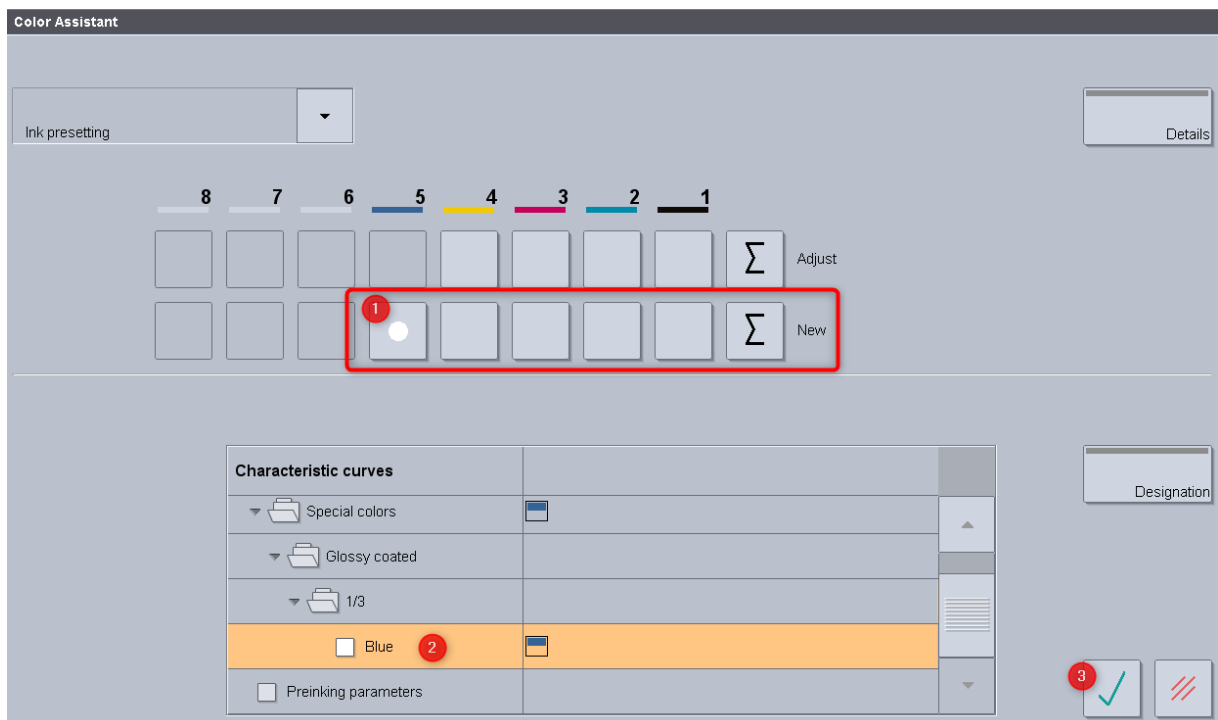 Color Assistant
Ink presetting
Details
8 7 6 5 4 3 2 1
Σ Adjust
1
Σ New
Characteristic curves
Designation
Special colors
Glossy coated
1/3
Blue 2
3
Preinking parameters